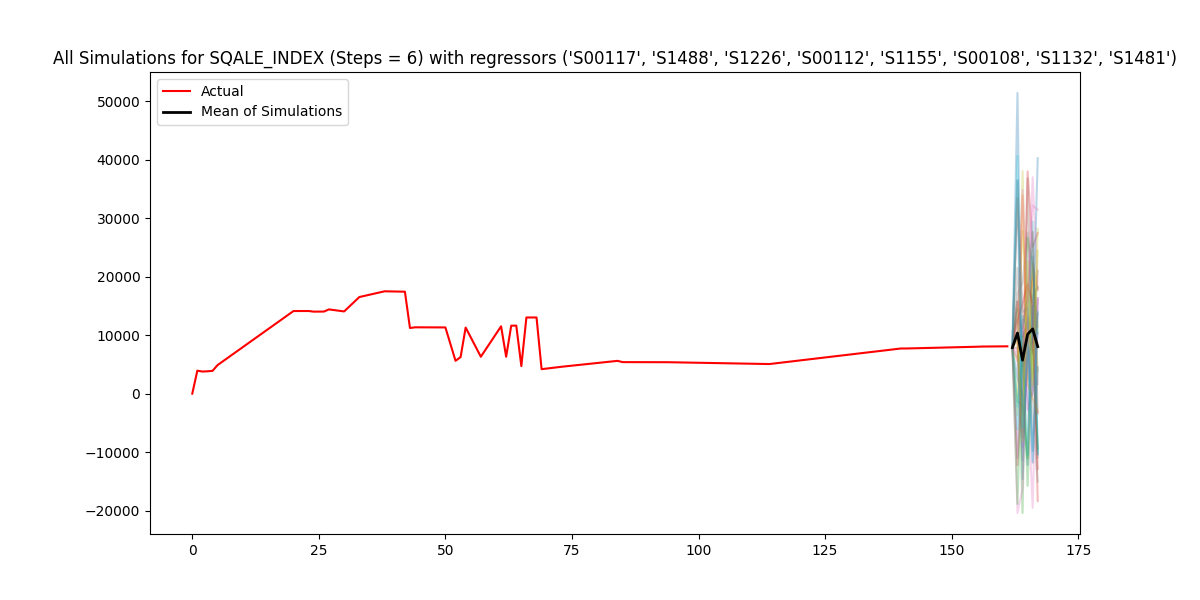 All Simulations for SQALE_INDEX (Steps = 6) with regressors ('S00117', 'S1488', 'S1226', 'S00112', 'S1155', 'S00108', 'S1132', 'S1481')
Actual
Mean of Simulations
50000
40000
30000
20000
10000
0
−10000
−20000
0 25 50 75 100 125 150 175